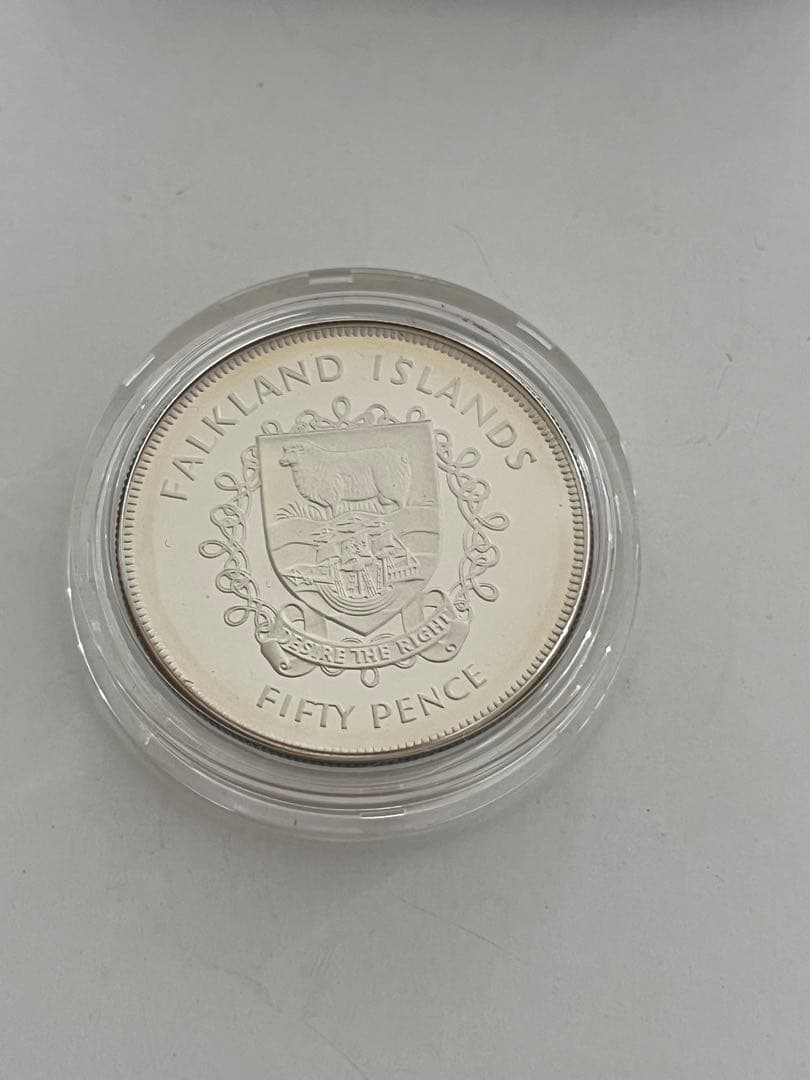 FALKLAND ISLANDS
DESIRE THE RIGHT
FIFTY PENCE